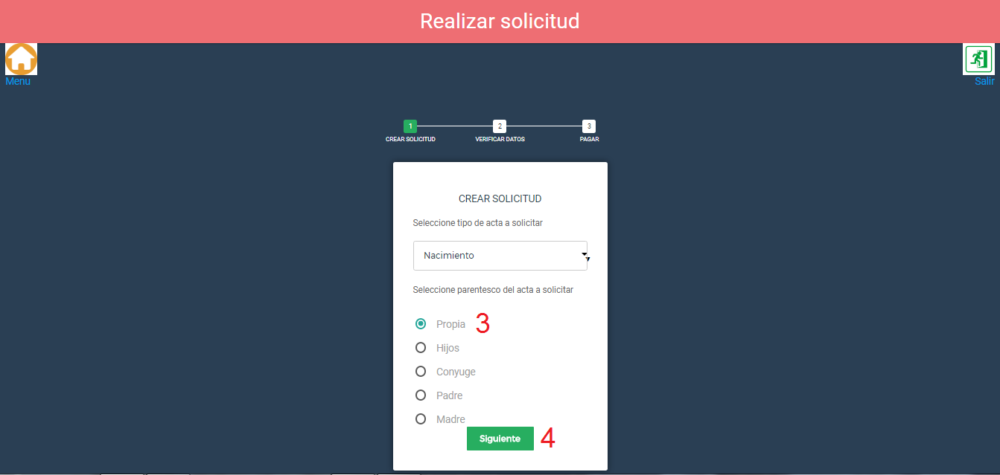 Realizar solicitud
Menu
Salir
1
2
3
CREAR SOLICITUD
VERIFICAR DATOS
PAGAR
CREAR SOLICITUD
Seleccione tipo de acta a solicitar
Nacimiento
Seleccione parentesco del acta a solicitar
Propia 3
Hijos
Conyuge
Padre
Madre
Siguiente 4